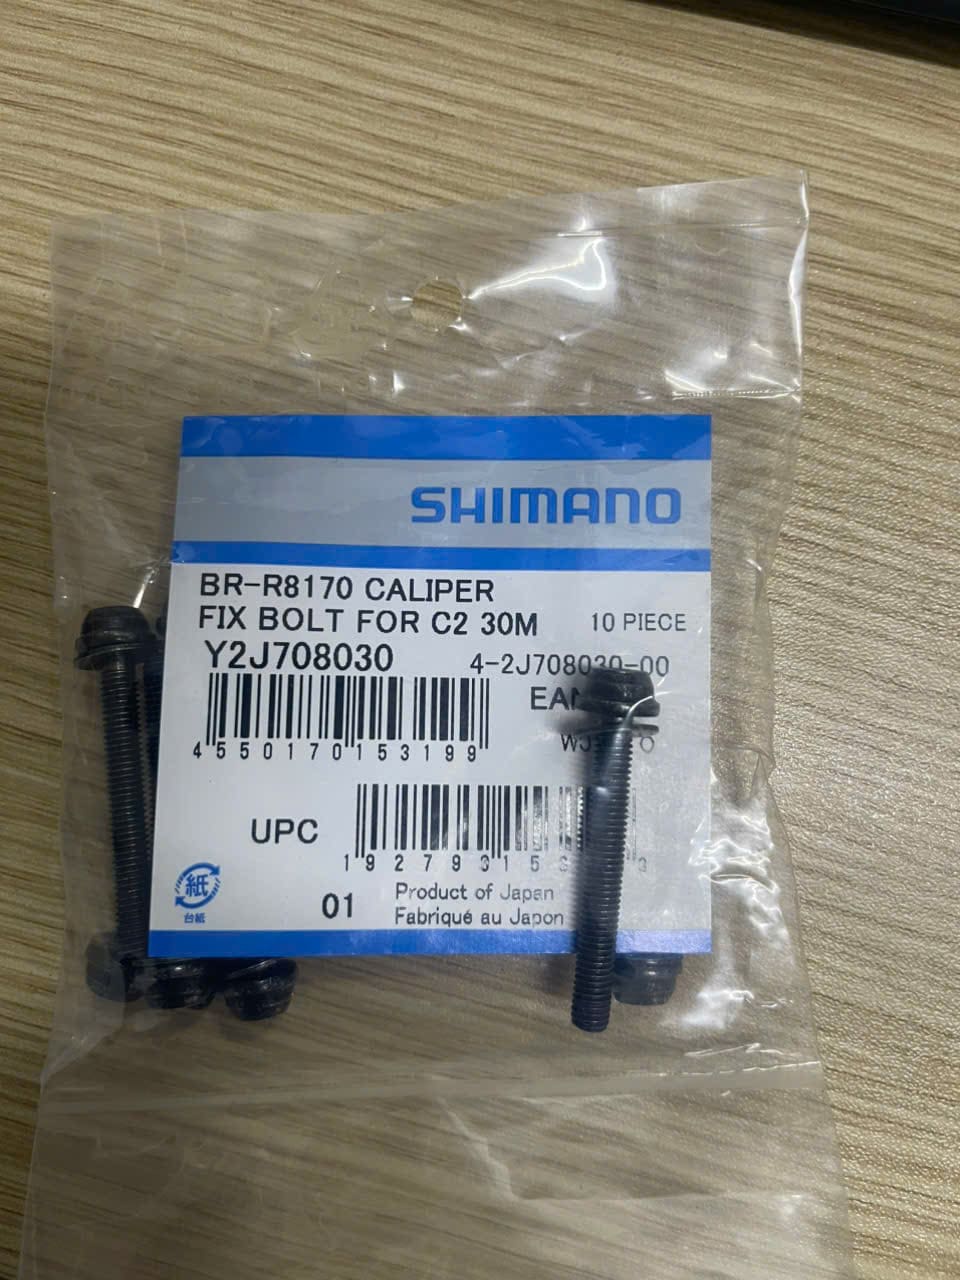 SHIMANO
BR-R8170 CALIPER
FIX BOLT FOR C2 30M 10 PIECE
Y2J708030 4-2J708030-00
EAN
4550170153199
UPC
01
Product of Japan
Fabriqué au Japon
紙
台紙